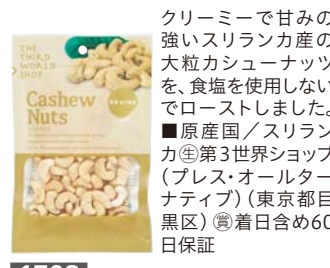 THE
THIRD
WORLD
SHOP
Cashew
Nuts
クリーミーで甘みの
強いスリランカ産の
大粒カシューナッツ
を、食塩を使用しない
でローストしました。
■原産国／スリラン
カ㊤第3世界ショップ
(プレス・オールター
ナティブ)(東京都目
黒区)㊝着日含め60
日保証